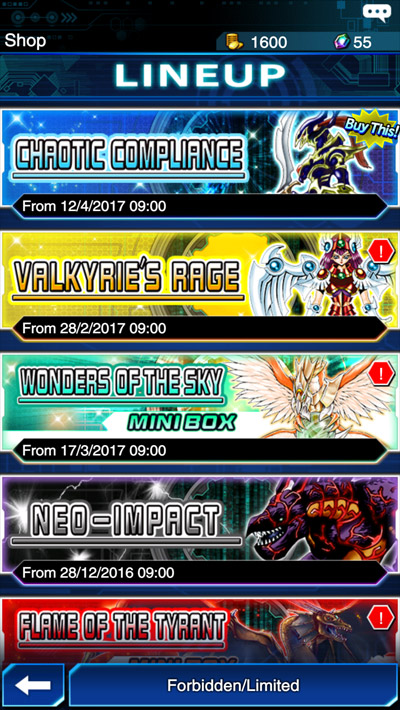 Shop
1600
55
LINEUP
Buy This!
CHAOTIC COMPLIANCE
From 12/4/2017 09:00
!
VALKYRIE'S RAGE
From 28/2/2017 09:00
!
WONDERS OF THE SKY
MINI BOX
From 17/3/2017 09:00
NEO-IMPACT
From 28/12/2016 09:00
!
FLAME OF THE TYRANT
MINI BOX
Forbidden/Limited